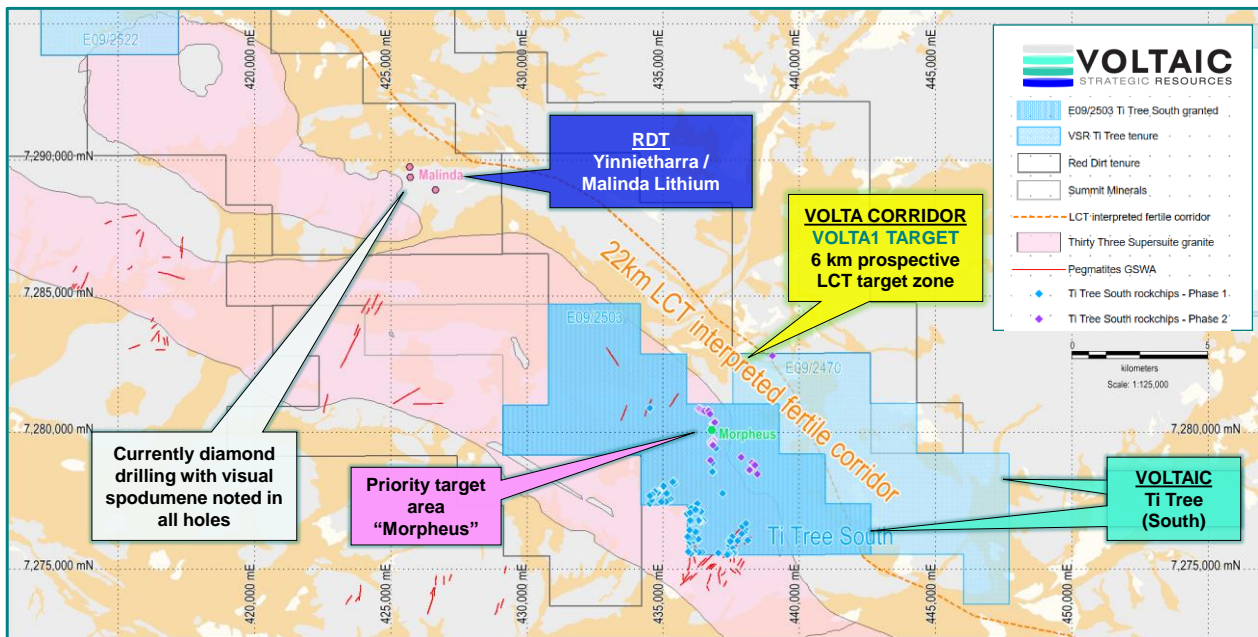 E09/2522
420,000 mE
425,000 mE
430,000 mE
435,000 mE
440,000 mE
445,000 mE
VOLTAIC
STRATEGIC RESOURCES
E09/2503 Ti Tree South granted
VSR Ti Tree tenure
Red Dirt tenure
Summit Minerals
LCT interpreted fertile corridor
Thirty Three Supersuite granite
Pegmatites GSWA
Ti Tree South rockchips - Phase 1
Ti Tree South rockchips - Phase 2
0
5
kilometers
Scale: 1:125,000
7,290,000 mN
Malinda
RDT
Yinnietharra /
Malinda Lithium
VOLTA CORRIDOR
VOLTA1 TARGET
6 km prospective
LCT target zone
7,285,000 mN
7,285,000 mN
22km LCT interpreted fertile corridor
E09/2503
E09/2470
7,280,000 mN
7,280,000 mN
Morpheus
Currently diamond
drilling with visual
spodumene noted in
all holes
Priority target
area
“Morpheus”
VOLTAIC
Ti Tree
(South)
Ti Tree South
7,275,000 mN
7,275,000 mN
420,000 mE
425,000 mE
430,000 mE
435,000 mE
440,000 mE
445,000 mE
450,000 mE